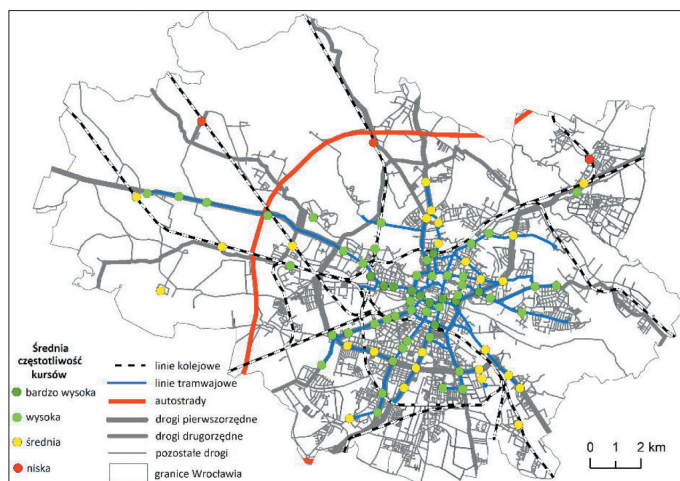 Średnia
częstotliwość
kursów
bardzo wysoka
wysoka
średnia
niska
linie kolejowe
linie tramwajowe
autostrady
drogi pierwszorzędne
drogi drugorzędne
pozostałe drogi
granice Wrocławia
0 1 2 km